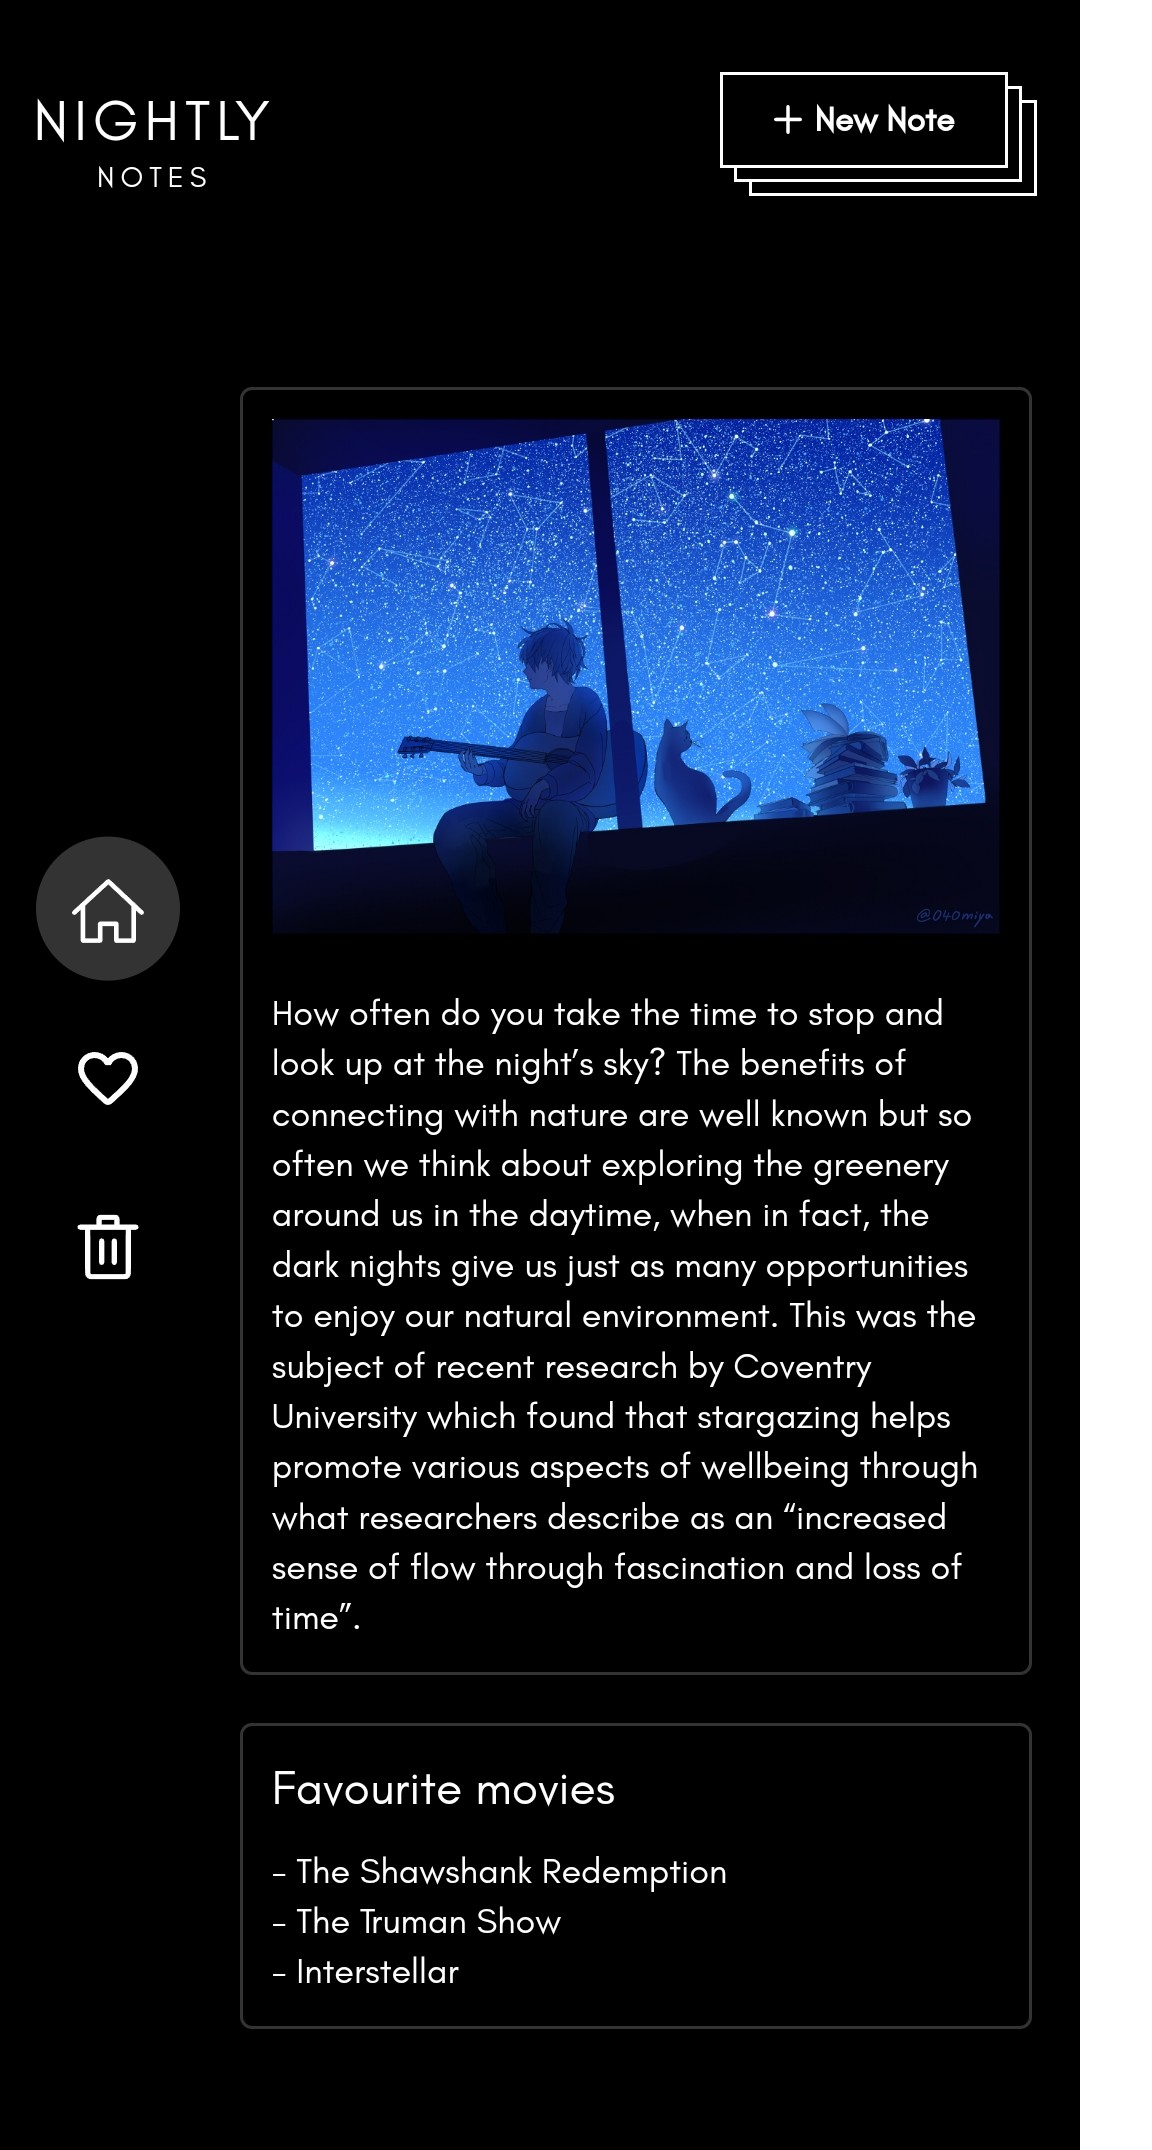 NIGHTLY
NOTES
New Note
@040miya
How often do you take the time to stop and
look up at the night’s sky? The benefits of
connecting with nature are well known but so
often we think about exploring the greenery
around us in the daytime, when in fact, the
dark nights give us just as many opportunities
to enjoy our natural environment. This was the
subject of recent research by Coventry
University which found that stargazing helps
promote various aspects of wellbeing through
what researchers describe as an “increased
sense of flow through fascination and loss of
time”.
Favourite movies
- The Shawshank Redemption
- The Truman Show
- Interstellar